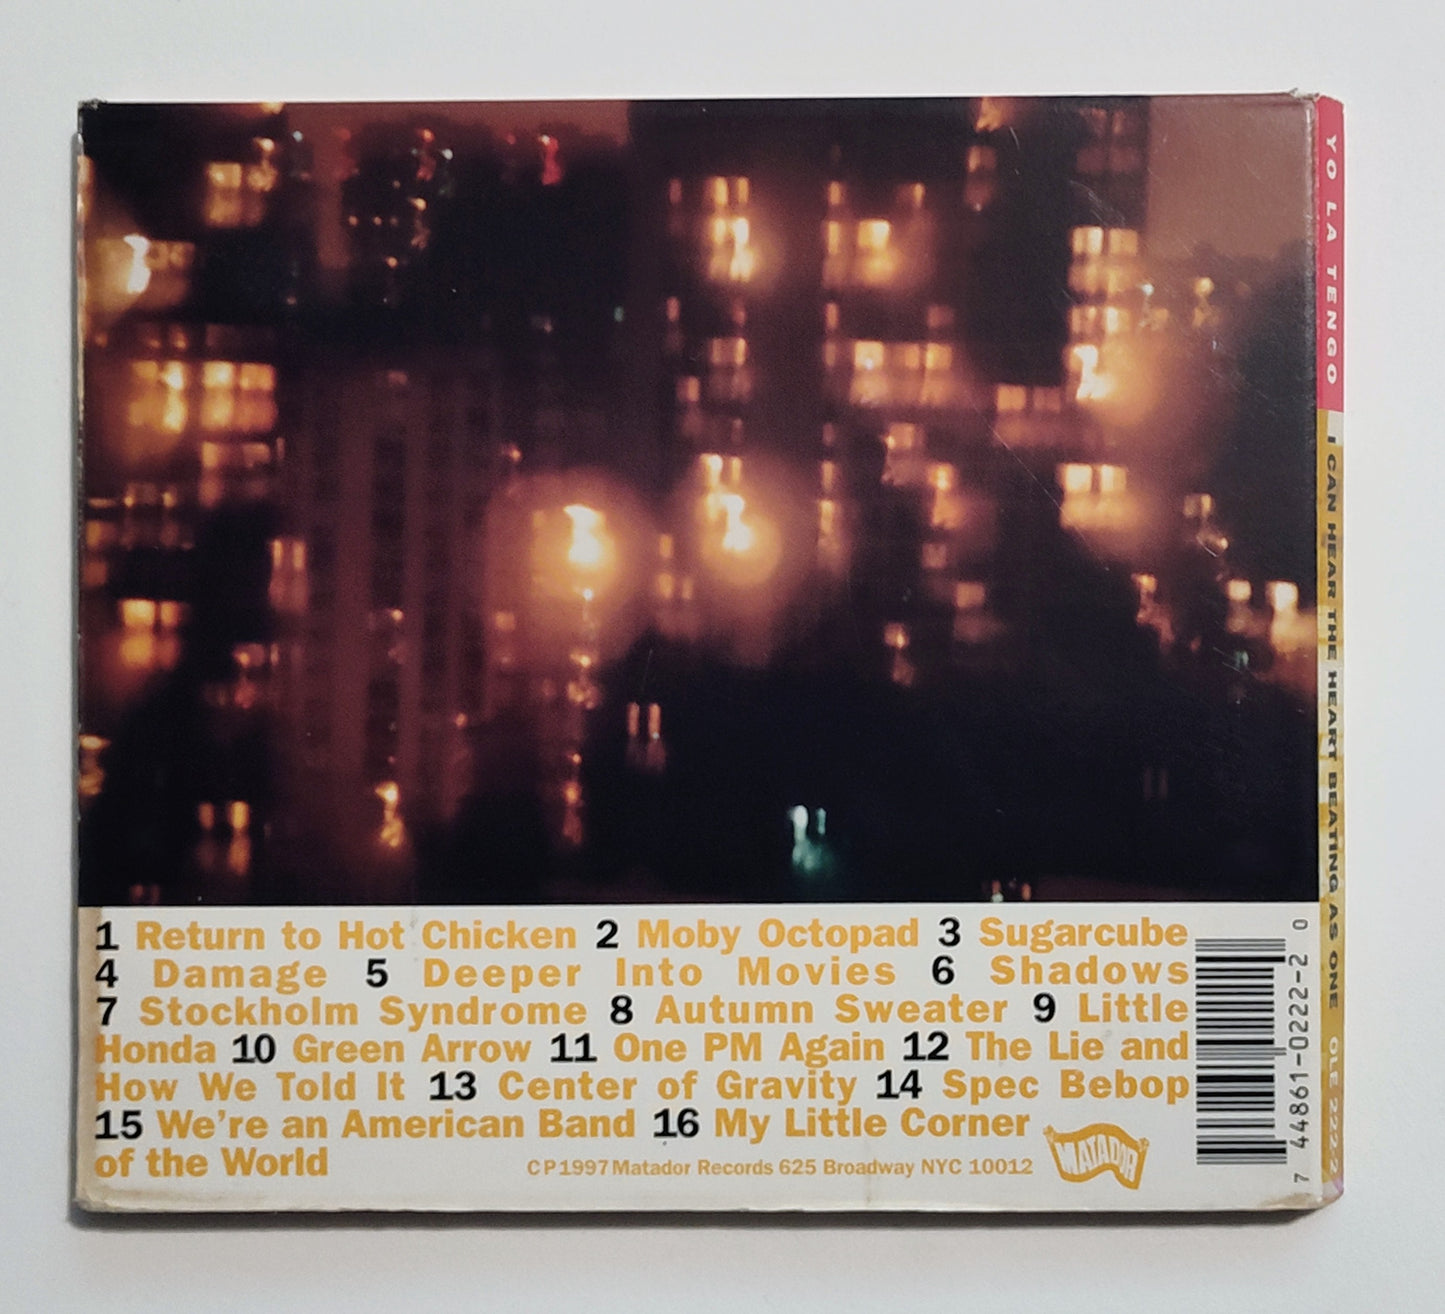 1 Return to Hot Chicken 2 Moby Octopad 3 Sugarcube
4 Damage 5 Deeper Into Movies 6 Shadows
7 Stockholm Syndrome 8 Autumn Sweater 9 Little
Honda 10 Green Arrow 11 One PM Again 12 The Lie and
How We Told It 13 Center of Gravity 14 Spec Bebop
15 We're an American Band 16 My Little Corner
of the World
C P 1997 Matador Records 625 Broadway NYC 10012
MATADOR
7 44861-0222-2 0
YO LA TENGO I CAN HEAR THE HEART BEATING AS ONE OLE 222-2